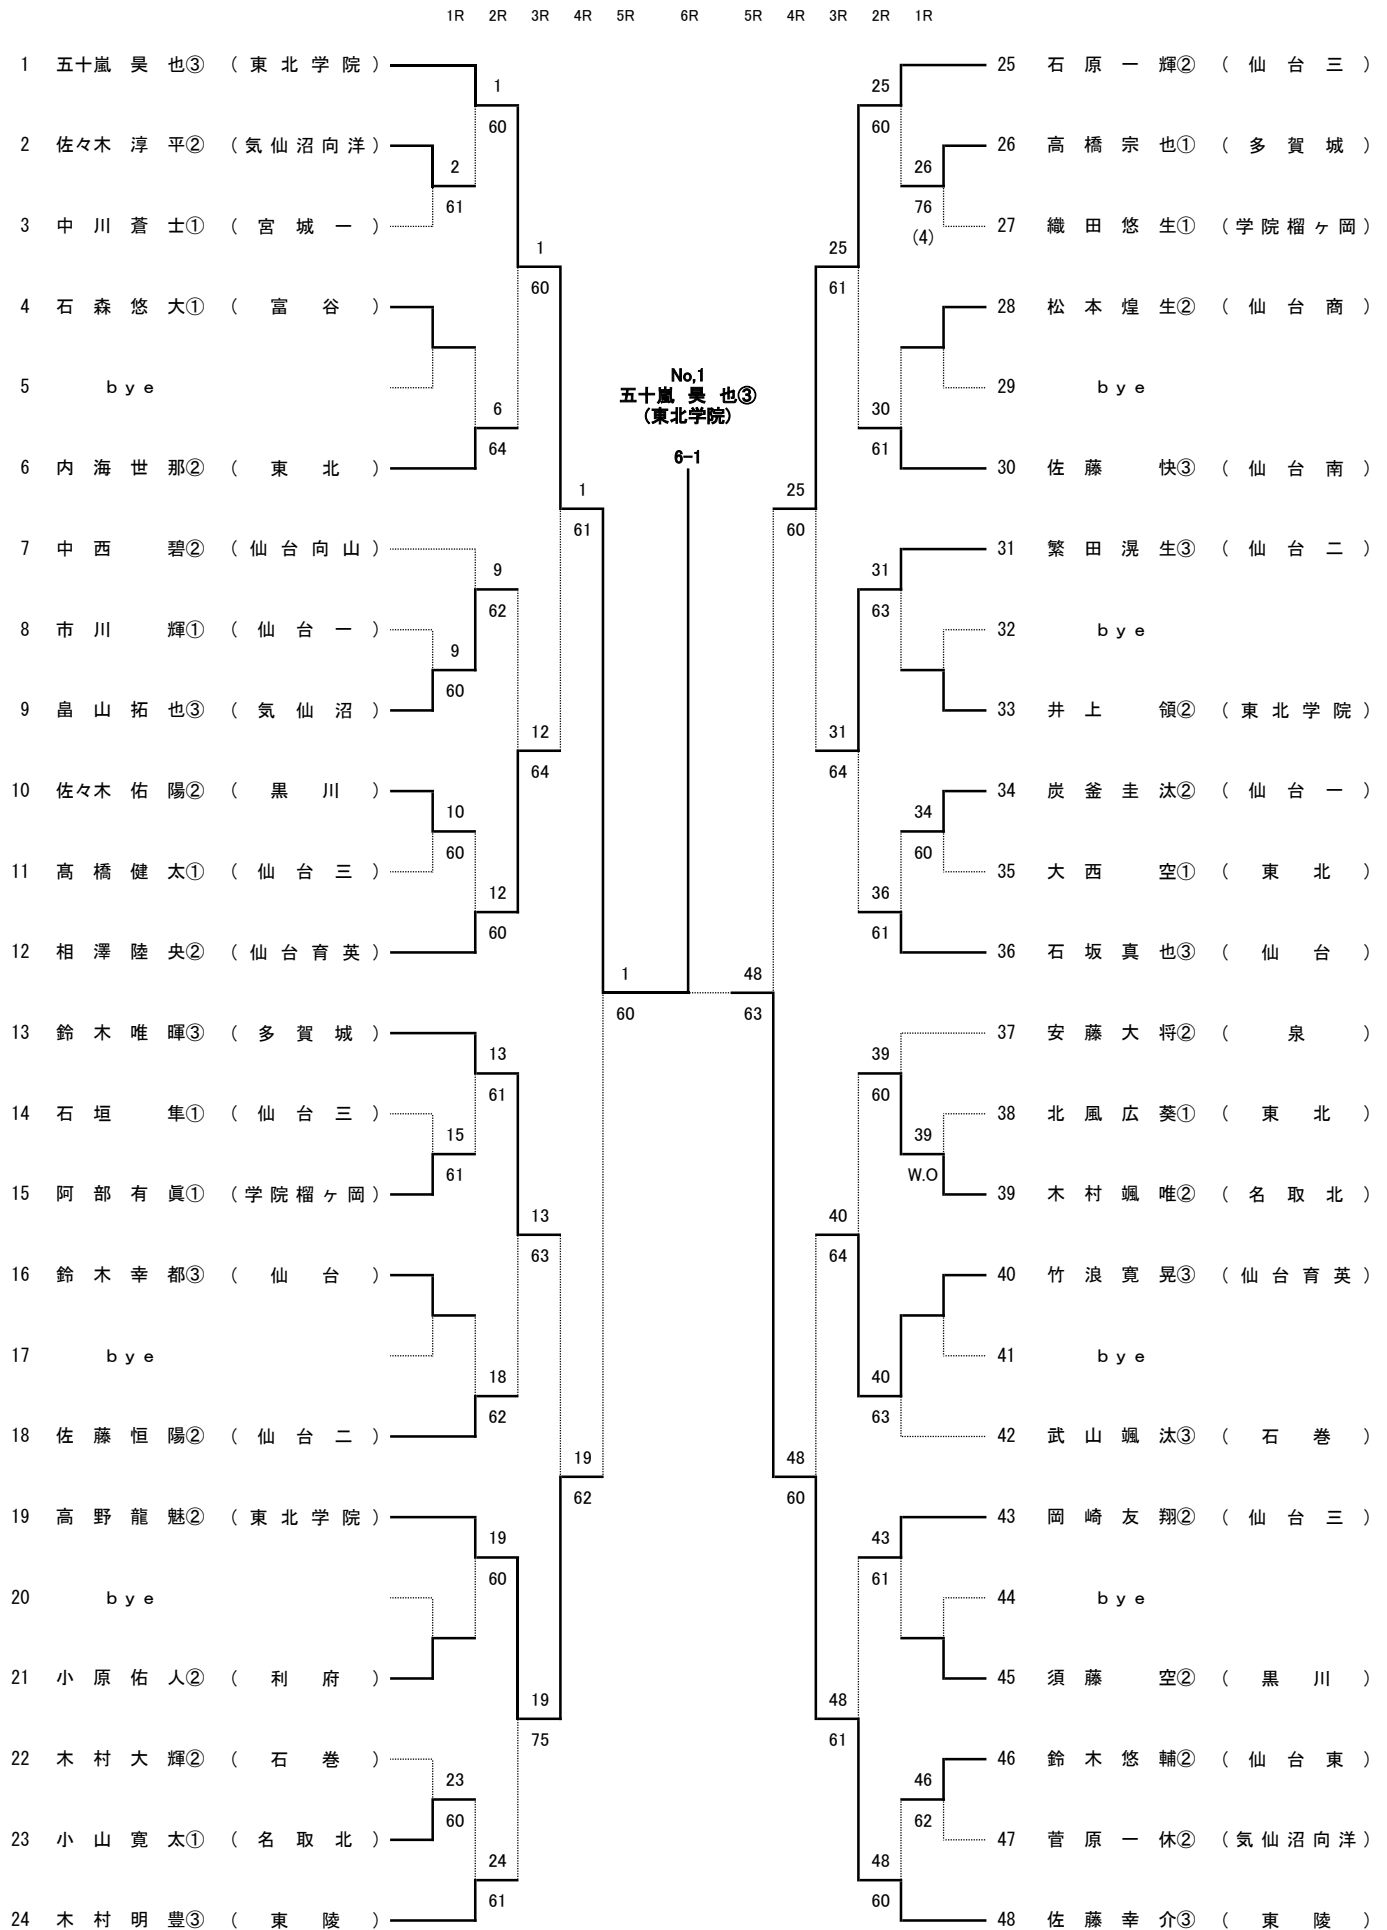 1R 2R 3R 4R 5R 6R 5R 4R 3R 2R 1R
1 五十嵐 昊 也③ ( 東 北 学 院 )
2 佐々木 淳 平② ( 気 仙 沼 向 洋 )
3 中 川 蒼 士① ( 宮 城 一 )
4 石 森 悠 大① ( 富 谷 )
5 b y e
6 内 海 世 那② ( 東 北 )
7 中 西 碧② ( 仙 台 向 山 )
8 市 川 輝① ( 仙 台 一 )
9 畠 山 拓 也③ ( 気 仙 沼 )
10 佐々木 佑 陽② ( 黒 川 )
11 髙 橋 健 太① ( 仙 台 三 )
12 相 澤 陸 央② ( 仙 台 育 英 )
13 鈴 木 唯 暉③ ( 多 賀 城 )
14 石 垣 隼① ( 仙 台 三 )
15 阿 部 有 眞① ( 学 院 榴 ヶ 岡 )
16 鈴 木 幸 都③ ( 仙 台 )
17 b y e
18 佐 藤 恒 陽② ( 仙 台 二 )
19 高 野 龍 魅② ( 東 北 学 院 )
20 b y e
21 小 原 佑 人② ( 利 府 )
22 木 村 大 輝② ( 石 巻 )
23 小 山 寛 太① ( 名 取 北 )
24 木 村 明 豊③ ( 東 陵 )
2
61
9
60
10
60
15
61
23
60
1
60
6
64
9
62
12
60
13
61
18
62
19
60
24
61
1
60
12
64
13
63
19
75
1
61
19
62
1
60
No,1
五十嵐 昊 也③
(東北学院)
6-1
48
63
25
60
48
60
25
61
31
64
40
64
48
61
25
60
30
61
31
63
36
61
39
60
40
63
43
61
48
60
26
76
(4)
34
60
39
W.O
46
62
25 石 原 一 輝② ( 仙 台 三 )
26 高 橋 宗 也① ( 多 賀 城 )
27 織 田 悠 生① ( 学 院 榴 ヶ 岡 )
28 松 本 煌 生② ( 仙 台 商 )
29 b y e
30 佐 藤 快③ ( 仙 台 南 )
31 繁 田 滉 生③ ( 仙 台 二 )
32 b y e
33 井 上 領② ( 東 北 学 院 )
34 炭 釜 圭 汰② ( 仙 台 一 )
35 大 西 空① ( 東 北 )
36 石 坂 真 也③ ( 仙 台 )
37 安 藤 大 将② ( 泉 )
38 北 風 広 葵① ( 東 北 )
39 木 村 颯 唯② ( 名 取 北 )
40 竹 浪 寛 晃③ ( 仙 台 育 英 )
41 b y e
42 武 山 颯 汰③ ( 石 巻 )
43 岡 崎 友 翔② ( 仙 台 三 )
44 b y e
45 須 藤 空② ( 黒 川 )
46 鈴 木 悠 輔② ( 仙 台 東 )
47 菅 原 一 休② ( 気 仙 沼 向 洋 )
48 佐 藤 幸 介③ ( 東 陵 )